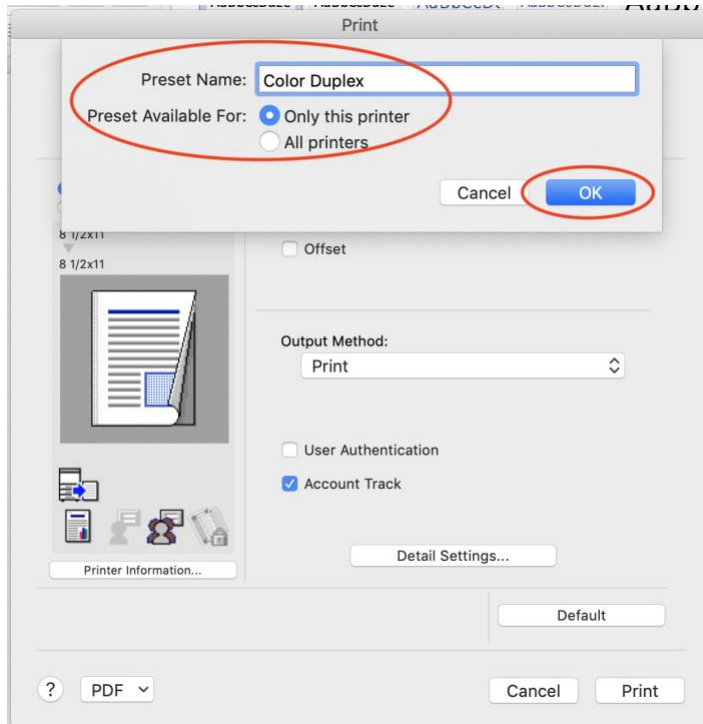 Print
Preset Name: Color Duplex
Preset Available For: Only this printer
All printers
Cancel OK
8 1/2x11
8 1/2x11
Offset
Output Method:
Print
User Authentication
Account Track
Detail Settings...
Printer Information...
Default
? PDF
Cancel Print